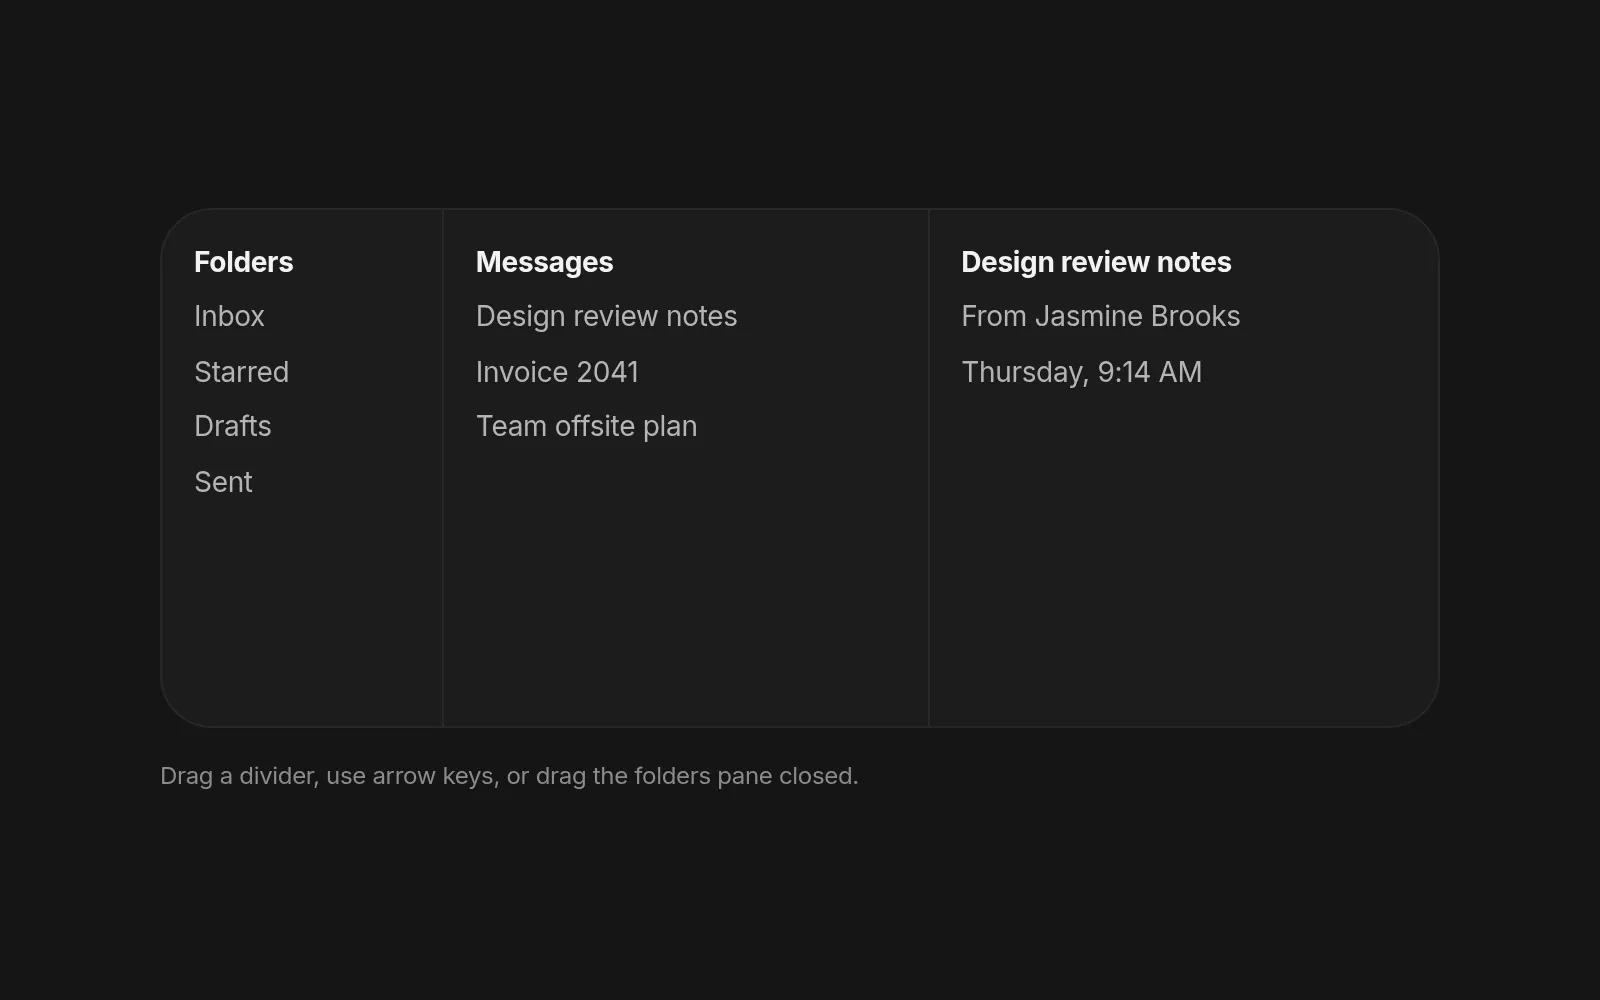 Folders
Inbox
Starred
Drafts
Sent
Messages
Design review notes
Invoice 2041
Team offsite plan
Design review notes
From Jasmine Brooks
Thursday, 9:14 AM
Drag a divider, use arrow keys, or drag the folders pane closed.